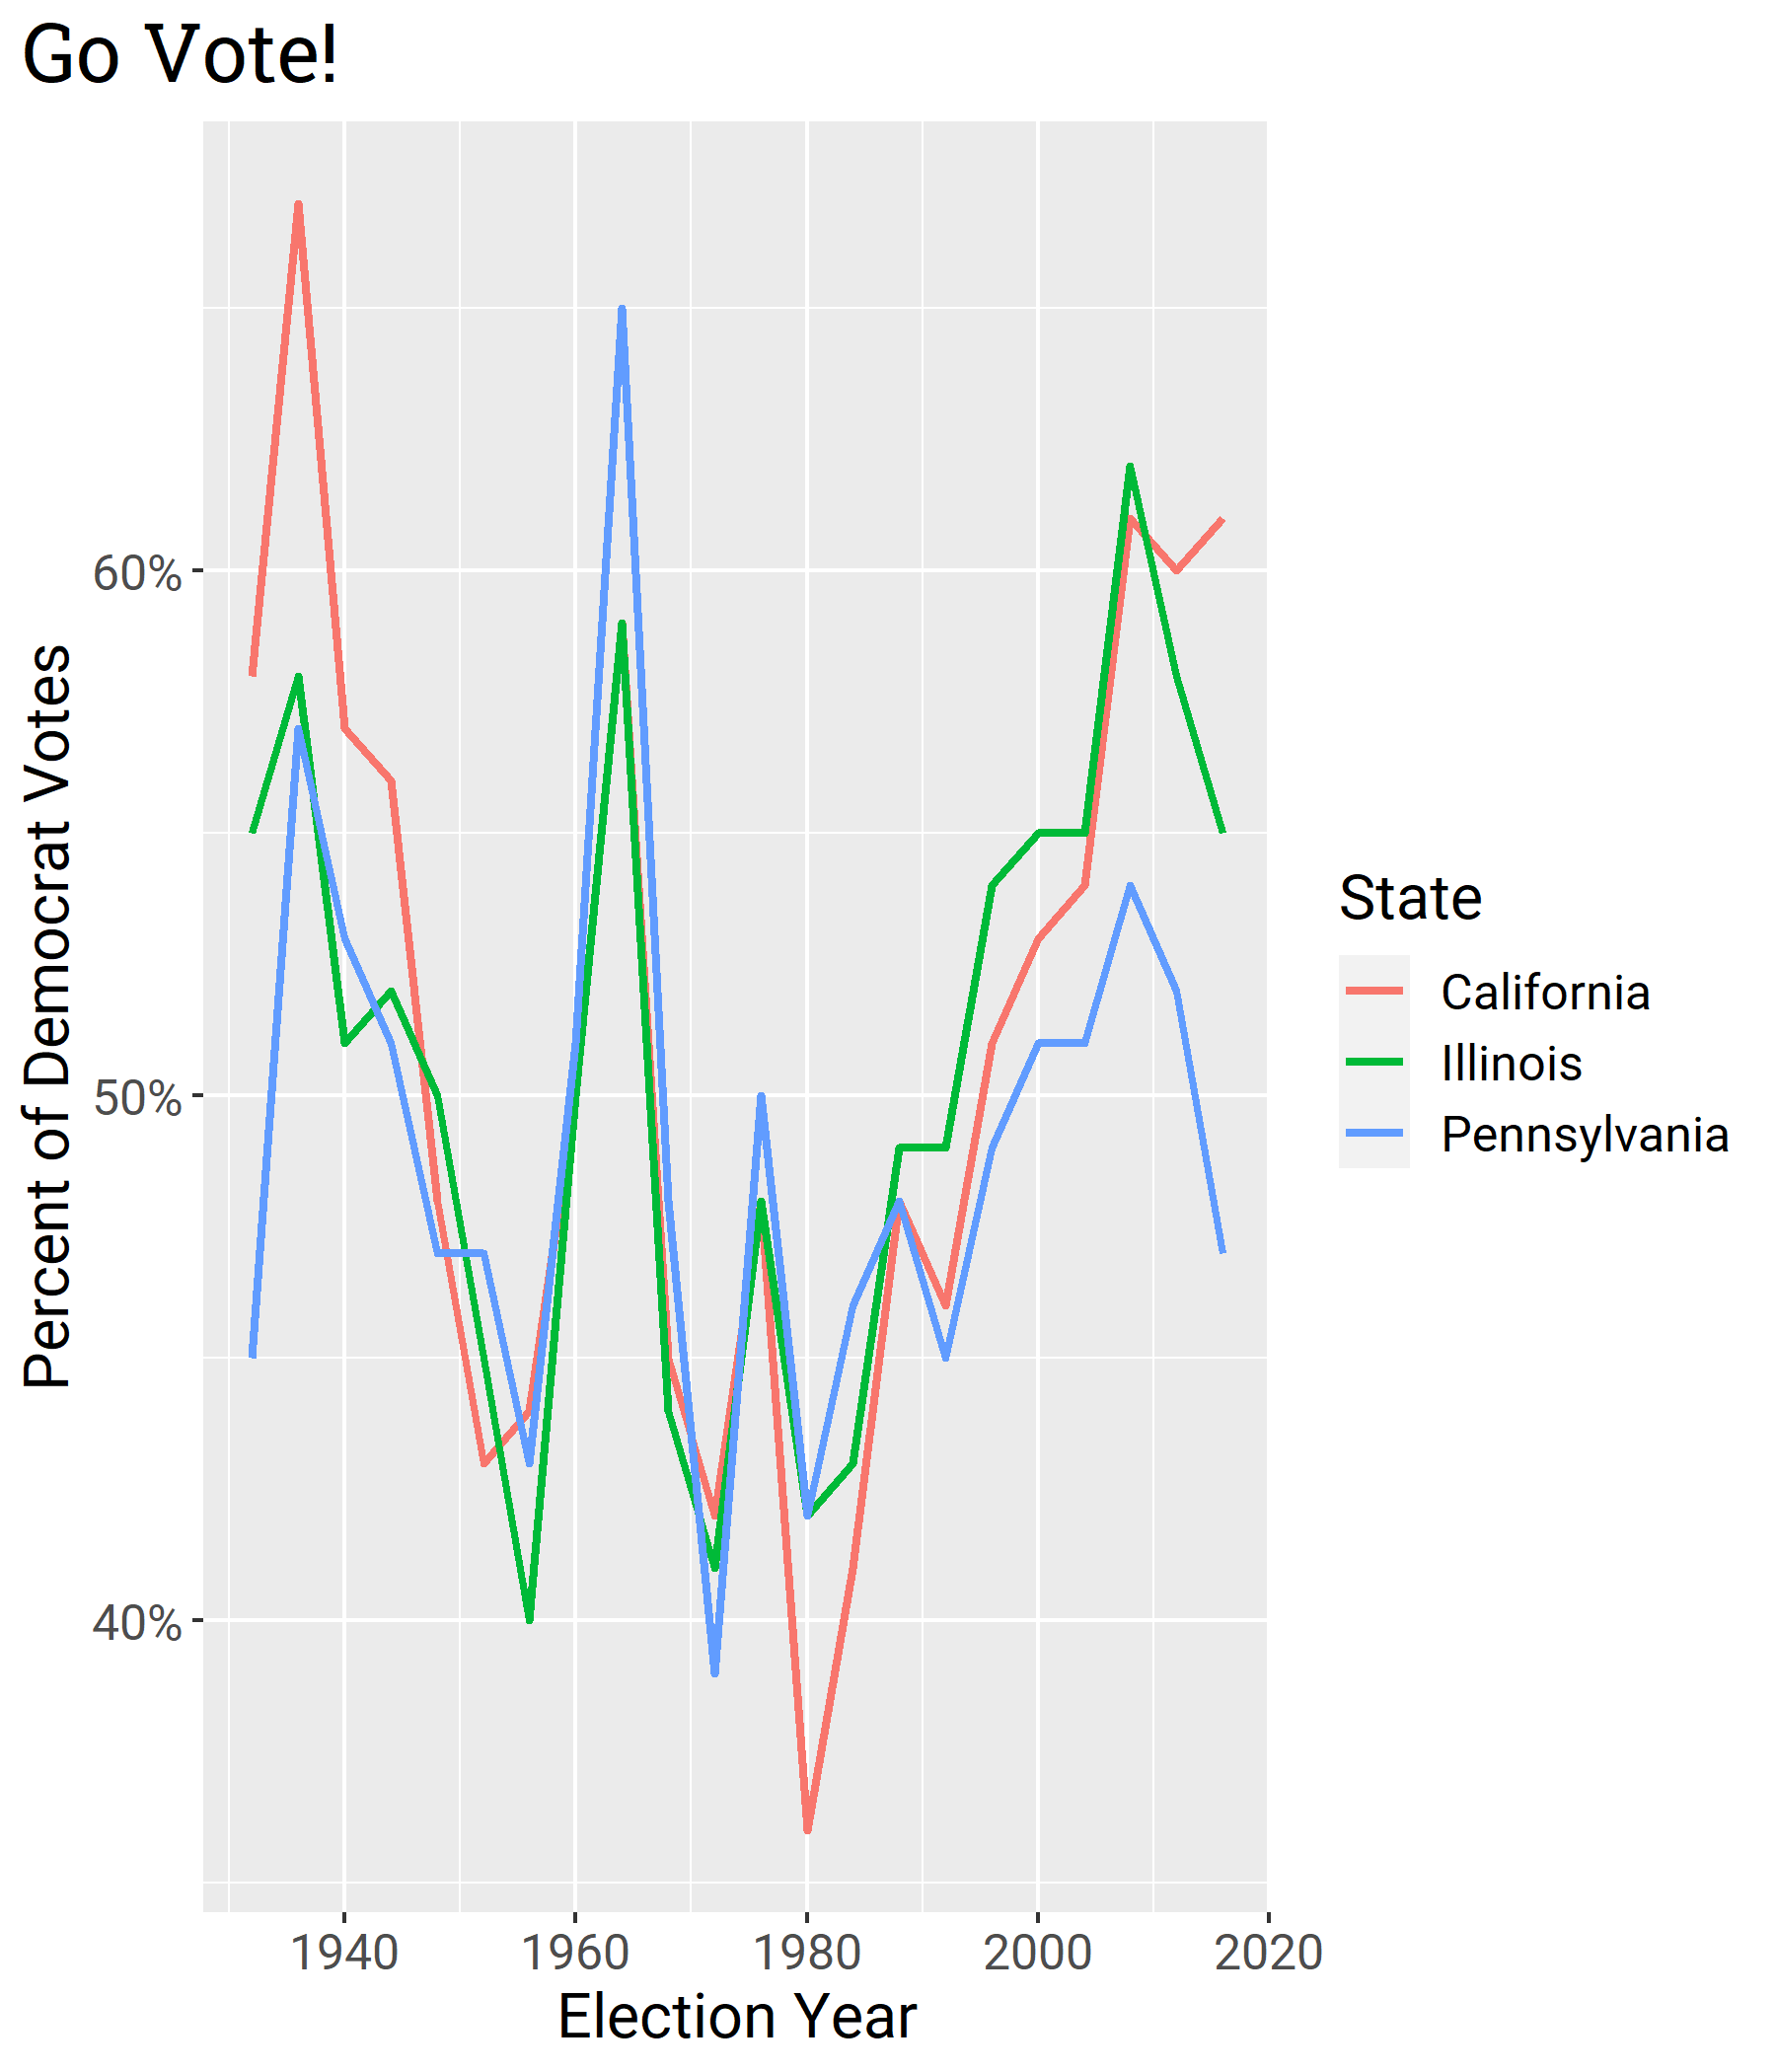 Go Vote!
60%
50%
40%
Percent of Democrat Votes
1940 1960 1980 2000 2020
Election Year
State
California
Illinois
Pennsylvania